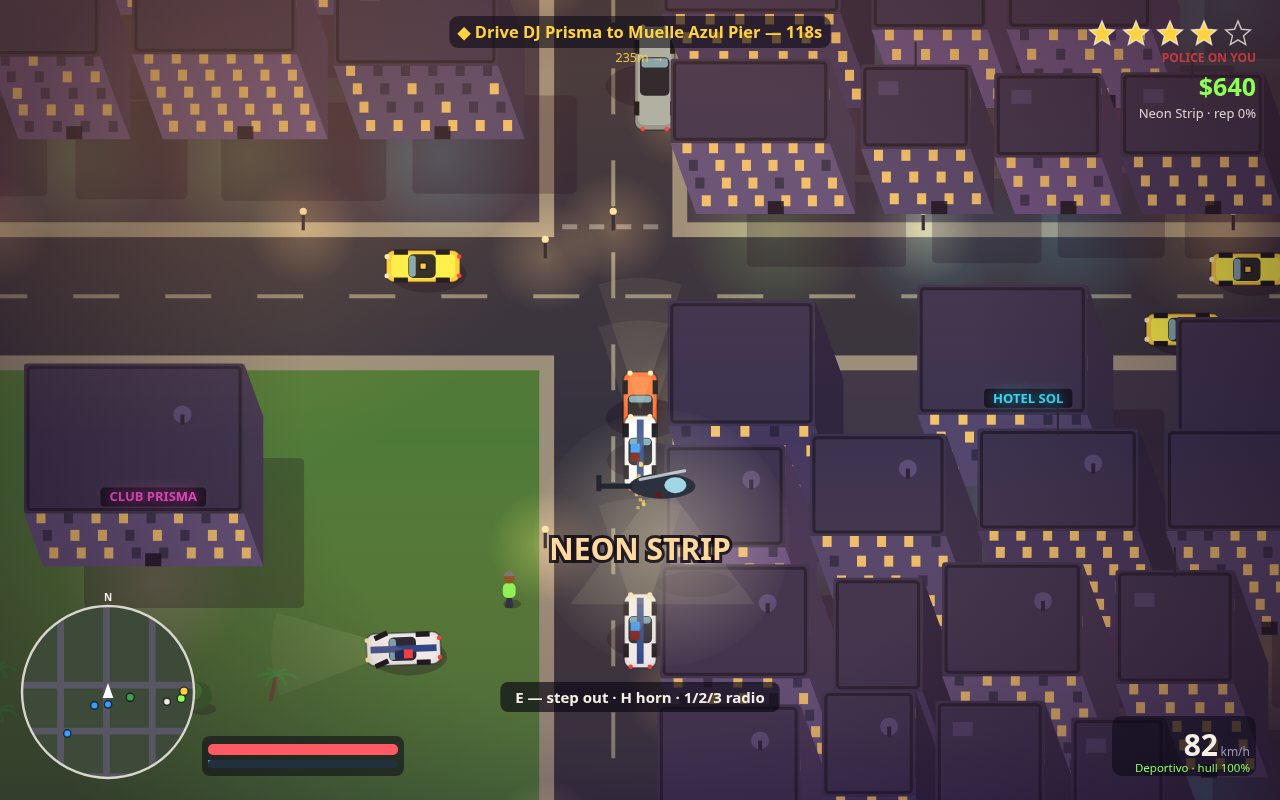 ◆ Drive DJ Prisma to Muelle Azul Pier — 118s
235m →
POLICE ON YOU
$640
Neon Strip · rep 0%
HOTEL SOL
CLUB PRISMA
NEON STRIP
N
E — step out · H horn · 1/2/3 radio
82 km/h
Deportivo · hull 100%